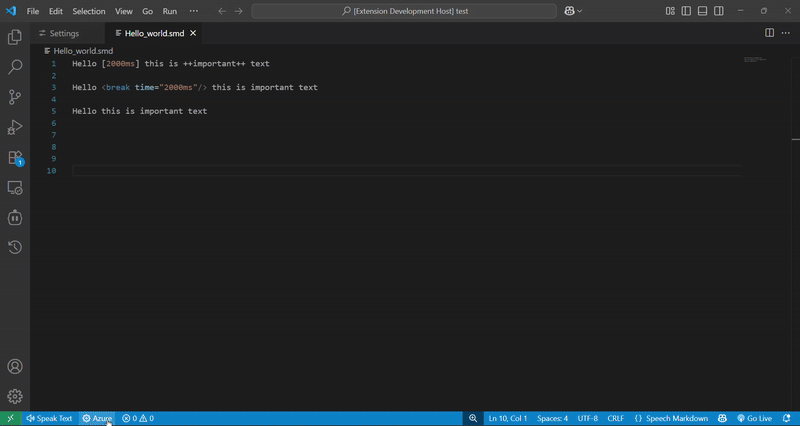 File Edit Selection View Go Run ··· [Extension Development Host] test
Settings Hello_world.smd
Hello_world.smd
1 Hello [2000ms] this is ++important++ text
2
3 Hello <break time="2000ms"/> this is important text
4
5 Hello this is important text
6
7
8
9
10
1
Speak Text Azure 0 0 Ln 10, Col 1 Spaces: 4 UTF-8 CRLF {} Speech Markdown Go Live